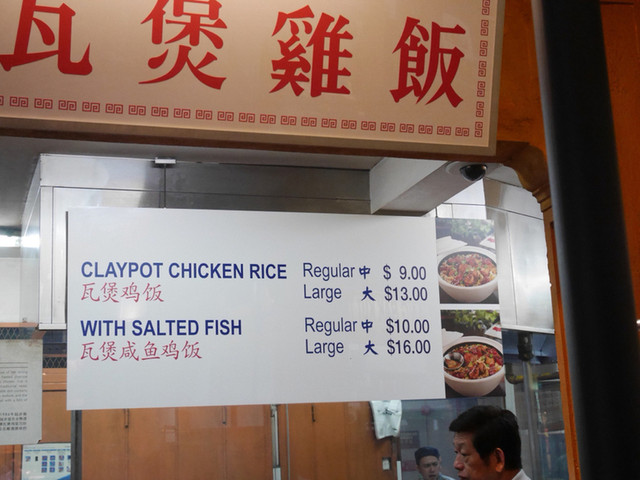 瓦煲雞飯
CLAYPOT CHICKEN RICE Regular 中 $ 9.00
瓦煲鸡饭 Large 大 $13.00
WITH SALTED FISH Regular 中 $10.00
瓦煲咸鱼鸡饭 Large 大 $16.00